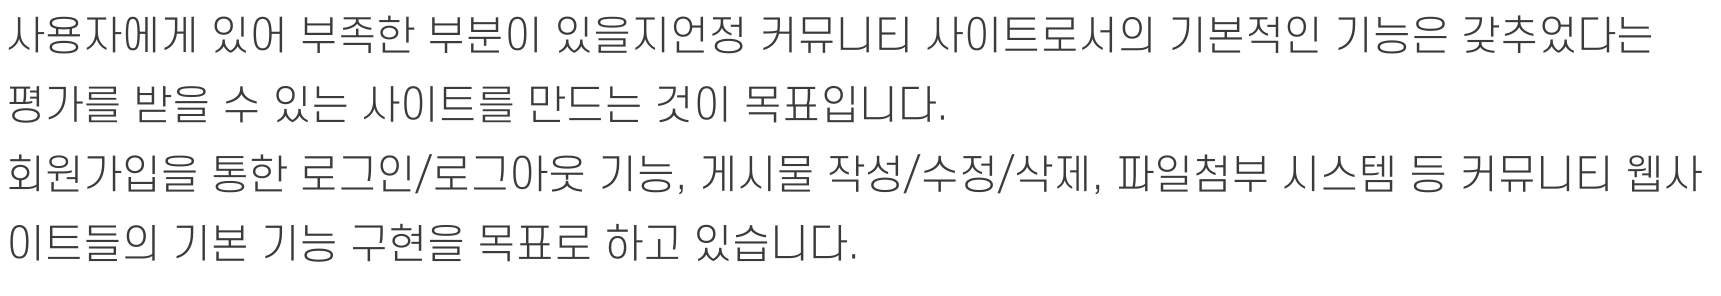 사용자에게 있어 부족한 부분이 있을지언정 커뮤니티 사이트로서의 기본적인 기능은 갖추었다는
평가를 받을 수 있는 사이트를 만드는 것이 목표입니다.
회원가입을 통한 로그인/로그아웃 기능, 게시물 작성/수정/삭제, 파일첨부 시스템 등 커뮤니티 웹사
이트들의 기본 기능 구현을 목표로 하고 있습니다.